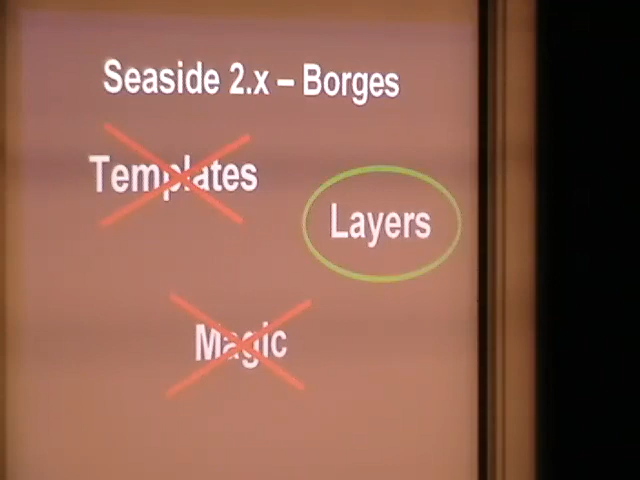 Seaside 2.x – Borges
Templates
Layers
Magic